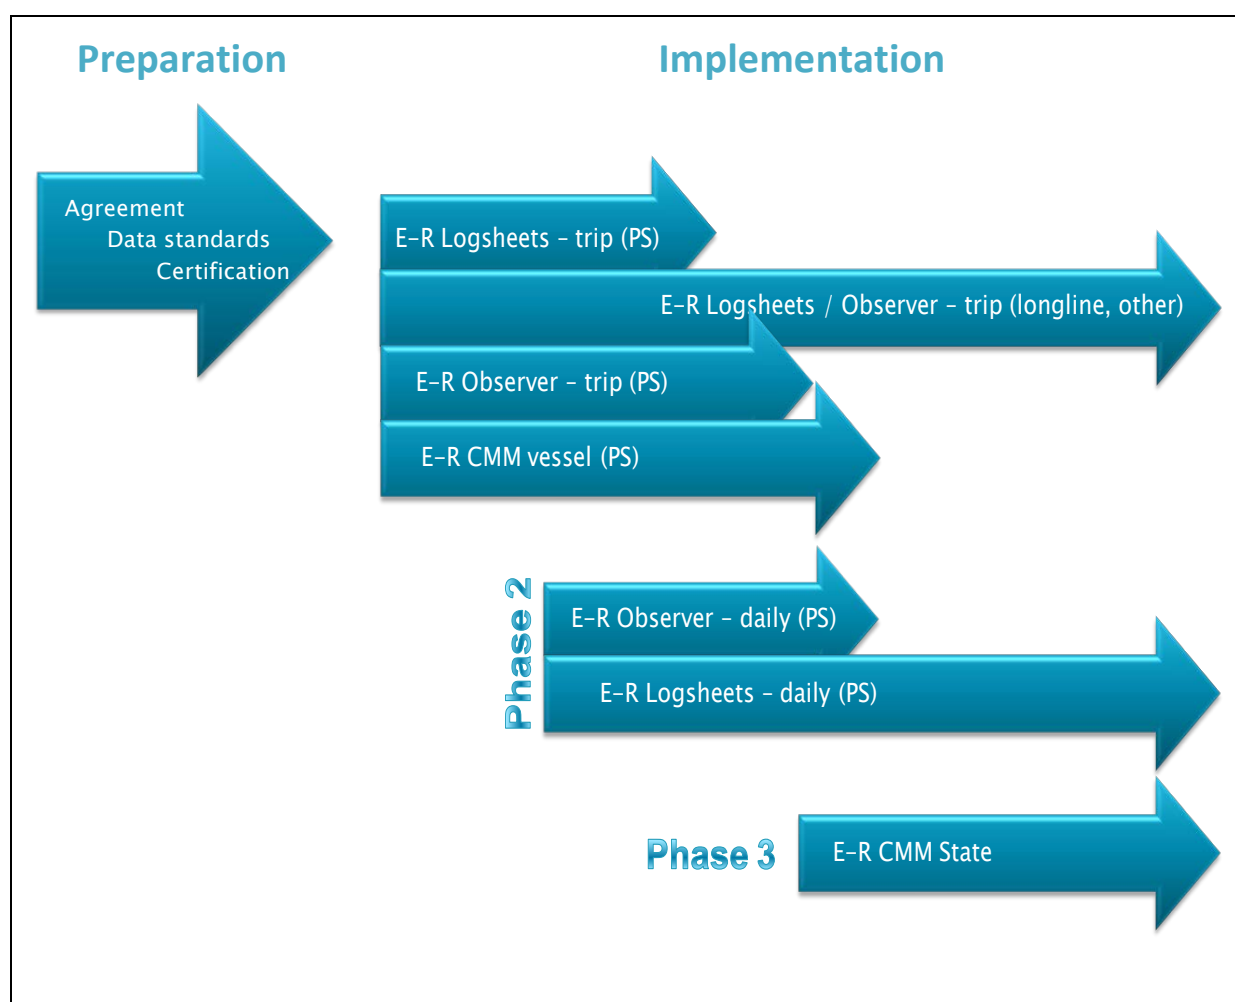 Preparation
Implementation
Agreement
Data standards
Certification
E-R Logsheets - trip (PS)
E-R Logsheets / Observer - trip (longline, other)
E-R Observer - trip (PS)
E-R CMM vessel (PS)
Phase 2
E-R Observer - daily (PS)
E-R Logsheets - daily (PS)
Phase 3
E-R CMM State